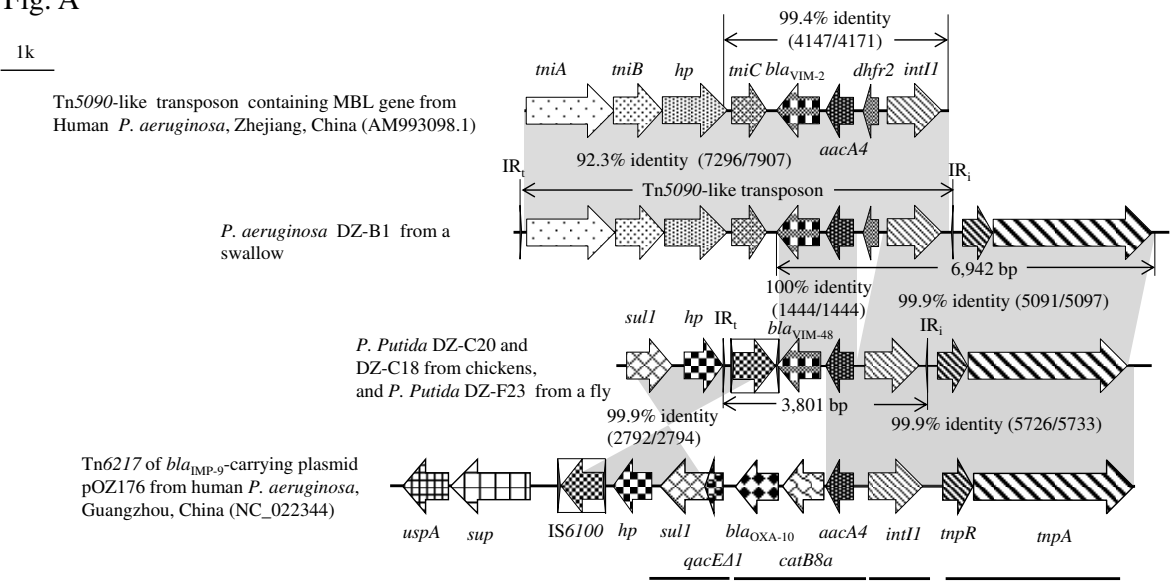 Fig. A
1k
99.4% identity
(4147/4171)
tniA tniB hp tniC blaVIM-2 dhfr2 intI1
Tn5090-like transposon containing MBL gene from
Human P. aeruginosa, Zhejiang, China (AM993098.1)
aacA4
92.3% identity (7296/7907)
IRt IRi
Tn5090-like transposon
P. aeruginosa DZ-B1 from a
swallow
6,942 bp
100% identity
(1444/1444)
99.9% identity (5091/5097)
sul1 hp IRt blaVIM-48 IRi
P. Putida DZ-C20 and
DZ-C18 from chickens,
and P. Putida DZ-F23 from a fly
3,801 bp
99.9% identity
(2792/2794)
99.9% identity (5726/5733)
Tn6217 of blaIMP-9-carrying plasmid
pOZ176 from human P. aeruginosa,
Guangzhou, China (NC_022344)
uspA sup IS6100 hp sul1 blaOXA-10 aacA4 intI1 tnpR tnpA
qacEΔ1 catB8a